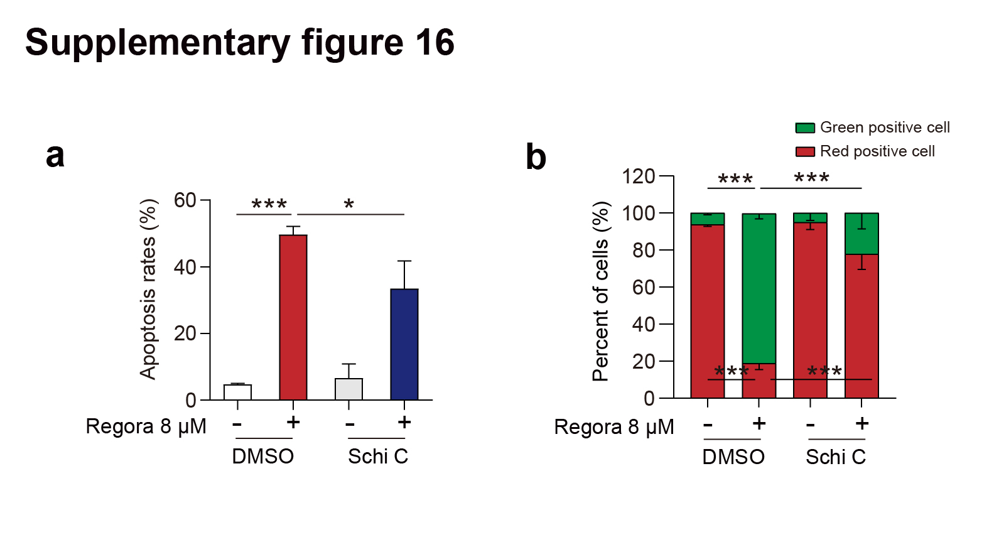 Supplementary figure 16
a
Apoptosis rates (%)
60
40
20
0
***
*
Regora 8 μM
- + - +
DMSO
Schi C
b
Green positive cell
Red positive cell
Percent of cells (%)
120
100
80
60
40
20
0
***
***
***
***
Regora 8 μM
- + - +
DMSO
Schi C